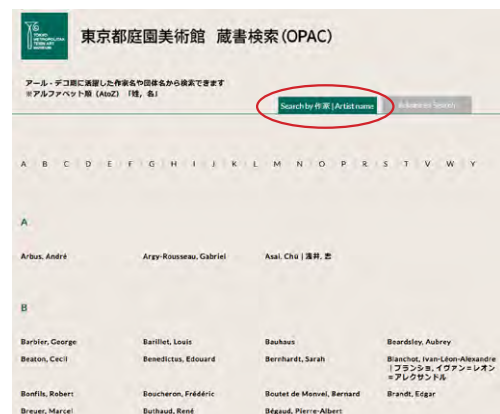 TOKYO
METROPOLITAN
TEIEN ART
MUSEUM
東京都庭園美術館 蔵書検索(OPAC)
アール・デコ期に活躍した作家名や団体名から検索できます
※アルファベット順（AtoZ）「姓，名」
Search by 作家 | Artist name
Advanced Search
A B C D E F G H I J K L M N O P R S T V W Y
A
Arbus, André Argy-Rousseau, Gabriel Asai, Chū | 浅井, 忠
B
Barbier, George Barillet, Louis Bauhaus Beardsley, Aubrey
Beaton, Cecil Benedictus, Edouard Bernhardt, Sarah Blanchot, Ivan-Léon-Alexandre
| ブランショ, イヴァン＝レオン
＝アレクサンドル
Bonfils, Robert Boucheron, Frédéric Boutet de Monvel, Bernard Brandt, Edgar
Breuer, Marcel Buthaud, René Bégaud, Pierre-Albert